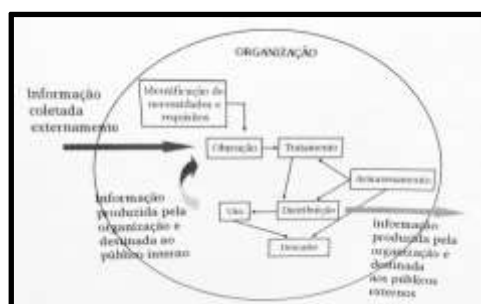 ORGANIZAÇÃO
Informação
coletada
externamente
Identificação de
necessidades e
requisitos
Obtenção
Tratamento
Armazenamento
Distribuição
Uso
Descarte
Informação
produzida pela
organização e
destinada ao
público interno
Informação
produzida pela
organização e
destinada
aos públicos
externos